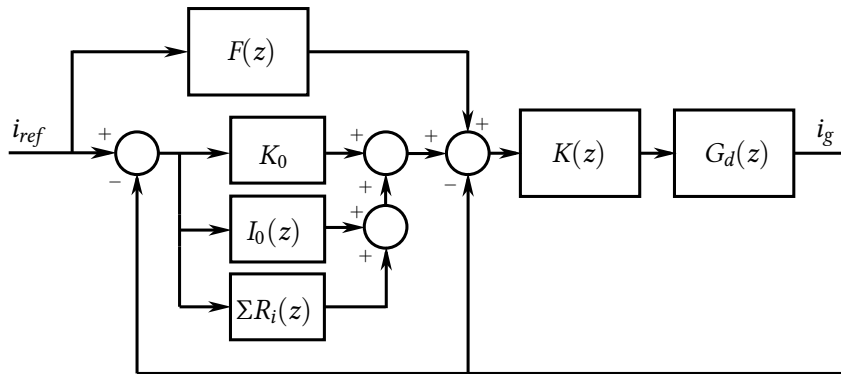 F(z)
i_ref + + + + + i_g
K_0 K(z) G_d(z)
− + −
I_0(z) +
+
ΣR_i(z)